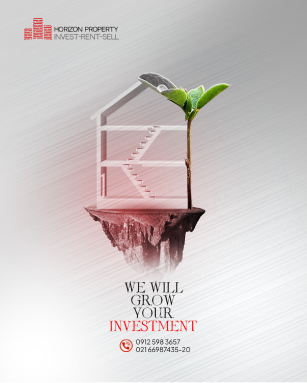 HORIZON PROPERTY
INVEST-RENT-SELL
WE WILL
GROW
YOUR
INVESTMENT
0912 598 3657
021 66987435-20